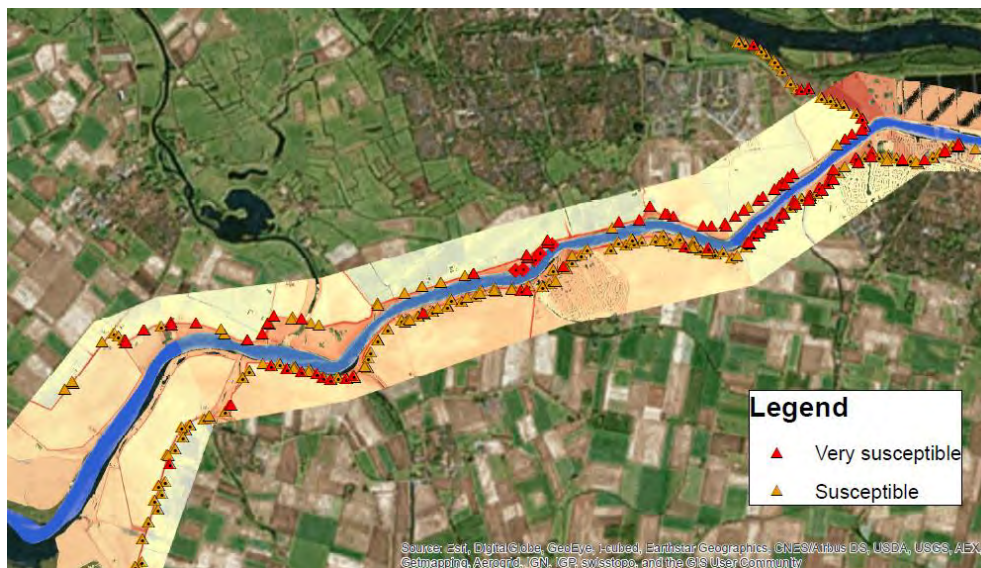 Legend
Very susceptible
Susceptible
Source: Esri, DigitalGlobe, GeoEye, i-cubed, Earthstar Geographics, CNES/Airbus DS, USDA, USGS, AEX,
Getmapping, Aerogrid, IGN, IGP, swisstopo, and the GIS User Community